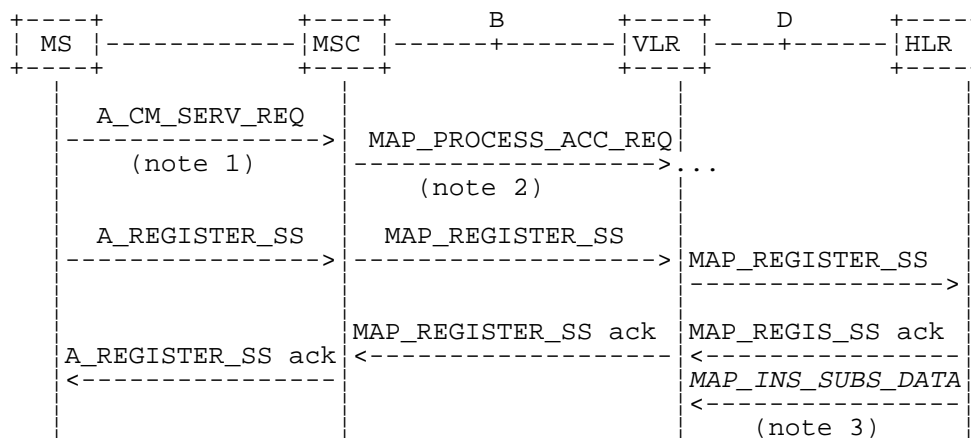 B D
MS MSC VLR HLR
A_CM_SERV_REQ
MAP_PROCESS_ACC_REQ
(note 1) ...
(note 2)
A_REGISTER_SS MAP_REGISTER_SS
MAP_REGISTER_SS
MAP_REGISTER_SS ack MAP_REGIS_SS ack
A_REGISTER_SS ack
MAP_INS_SUBS_DATA
(note 3)